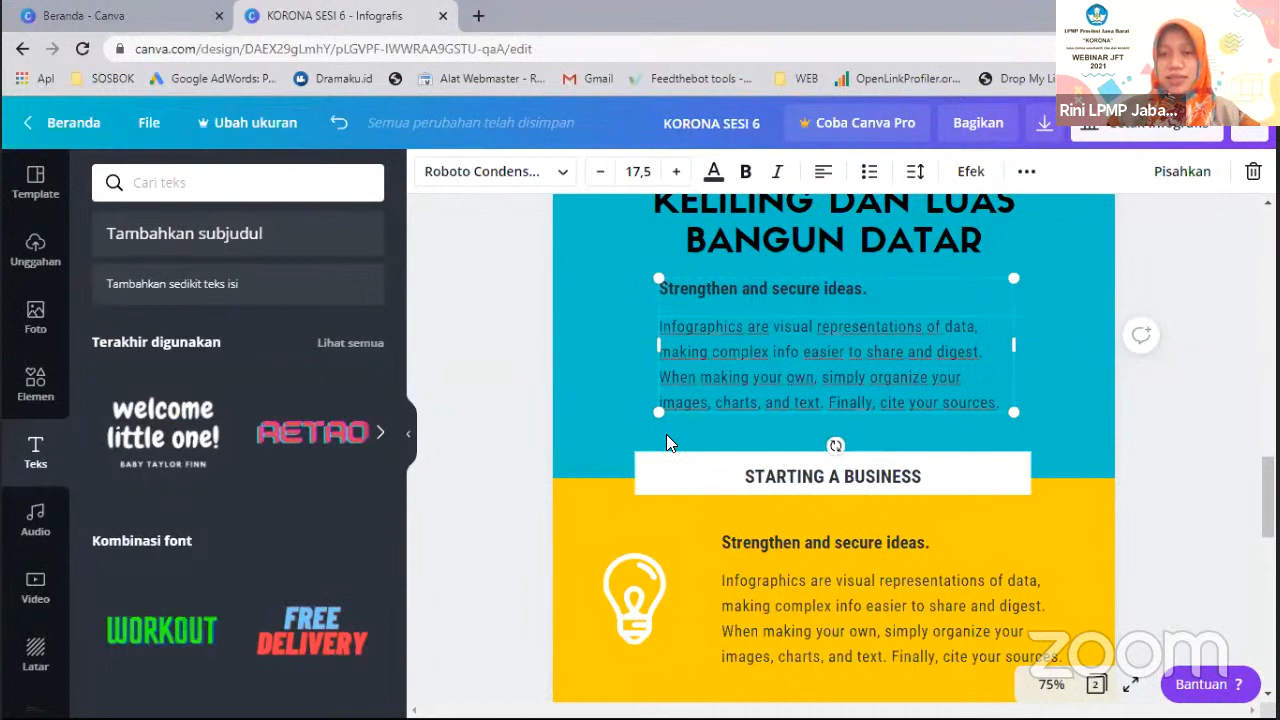 Beranda - Canva
KORONA SESI 6 - Infografis
canva.com/design/DAEX29gLmhY/pLGVPF-NWRAA9GSTU-qaA/edit
Apl
SOSBOK
Google AdWords P...
Dramaku.id
Alat Webmaster - R...
Gmail
Feedthebot tools -...
WEB
OpenLinkProfiler.or...
Drop My Li
LPMP Provinsi Jawa Barat
"KORONA"
WEBINAR JFT
2021
Rini LPMP Jaba...
Beranda
File
Ubah ukuran
Semua perubahan telah disimpan
KORONA SESI 6
Coba Canva Pro
Bagikan
Roboto Condens...
17,5
A
B
I
Efek
Pisahkan
Template
Unggahan
Foto
Elemen
Teks
Audio
Video
Latar
Cari teks
Tambahkan subjudul
Tambahkan sedikit teks isi
Terakhir digunakan
Lihat semua
welcome
little one!
BABY TAYLOR FINN
RETRO
Kombinasi font
WORKOUT
FREE
DELIVERY
KELILING DAN LUAS
BANGUN DATAR
Strengthen and secure ideas.
Infographics are visual representations of data,
making complex info easier to share and digest.
When making your own, simply organize your
images, charts, and text. Finally, cite your sources.
STARTING A BUSINESS
Strengthen and secure ideas.
Infographics are visual representations of data,
making complex info easier to share and digest.
When making your own, simply organize your
images, charts, and text. Finally, cite your sources.
zoom
75%
2
Bantuan ?